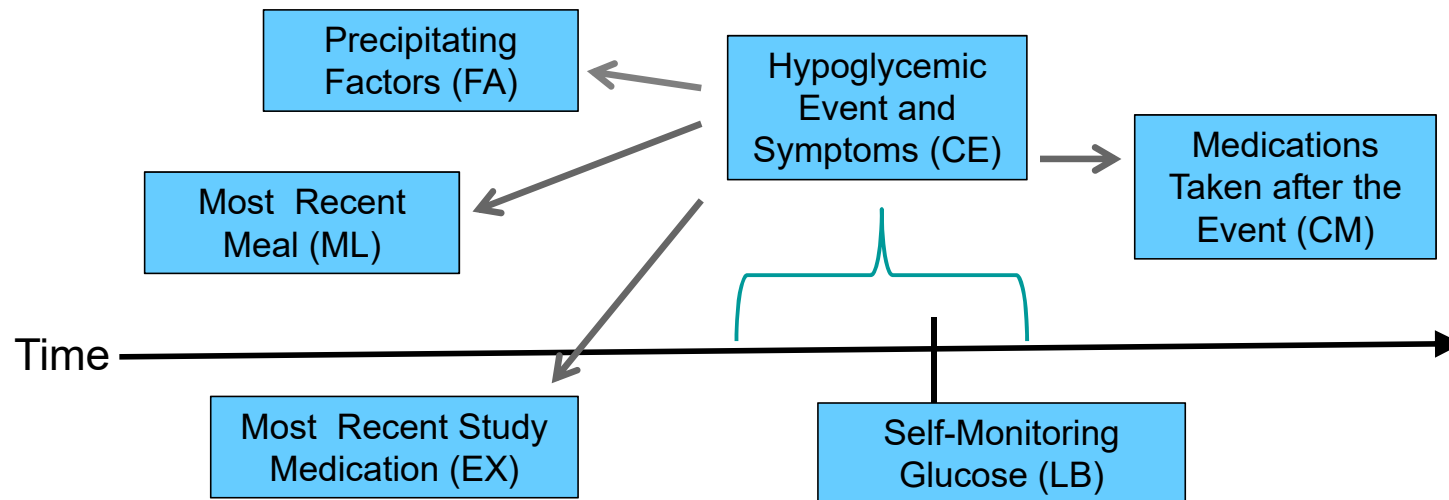 Precipitating
Factors (FA)
Hypoglycemic
Event and
Symptoms (CE)
Medications
Taken after the
Event (CM)
Most Recent
Meal (ML)
Time
Most Recent Study
Medication (EX)
Self-Monitoring
Glucose (LB)